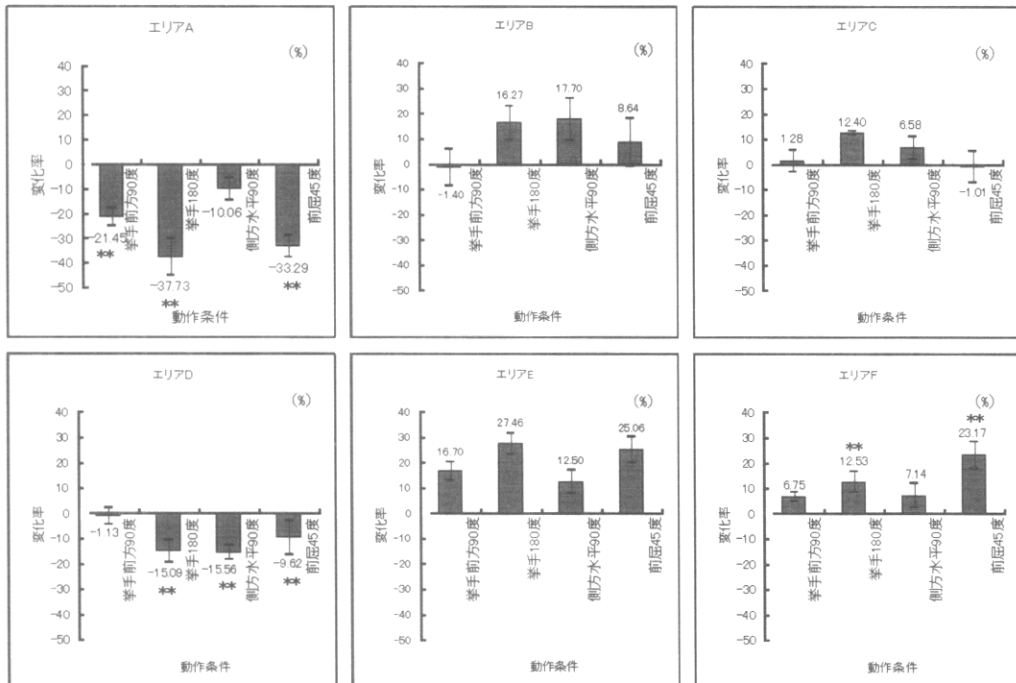 エリアA
(%)
変化率
40
30
20
10
0
-10
-20
-30
-40
-50
-21.45
**
-37.73
**
-10.06
-33.29
**
挙手前方90度
挙手180度
側方水平90度
前屈45度
動作条件
エリアB
(%)
変化率
40
30
20
10
0
-10
-20
-30
-40
-50
-1.40
16.27
17.70
8.64
挙手前方90度
挙手180度
側方水平90度
前屈45度
動作条件
エリアC
(%)
変化率
40
30
20
10
0
-10
-20
-30
-40
-50
1.28
12.40
6.58
-1.01
挙手前方90度
挙手180度
側方水平90度
前屈45度
動作条件
エリアD
(%)
変化率
40
30
20
10
0
-10
-20
-30
-40
-50
-1.13
-15.09
**
-15.56
**
-9.62
**
挙手前方90度
挙手180度
側方水平90度
前屈45度
動作条件
エリアE
(%)
変化率
40
30
20
10
0
-10
-20
-30
-40
-50
16.70
27.46
12.50
25.06
挙手前方90度
挙手180度
側方水平90度
前屈45度
動作条件
エリアF
(%)
変化率
40
30
20
10
0
-10
-20
-30
-40
-50
6.75
**
12.53
7.14
**
23.17
挙手前方90度
挙手180度
側方水平90度
前屈45度
動作条件